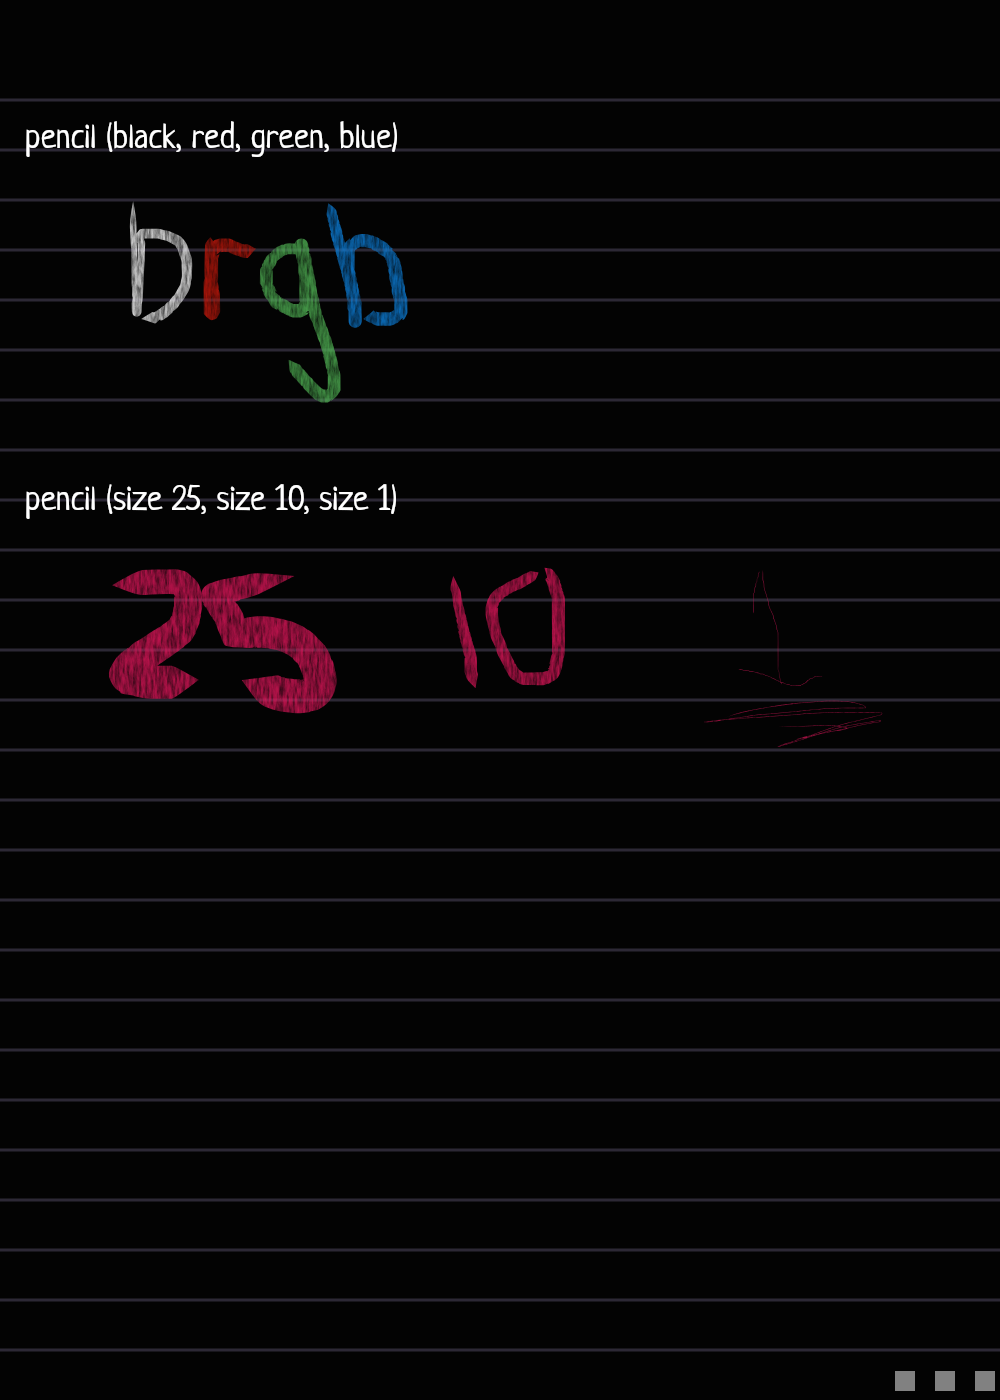 pencil (black, red, green, blue)
brgb
pencil (size 25, size 10, size 1)
25 10 1